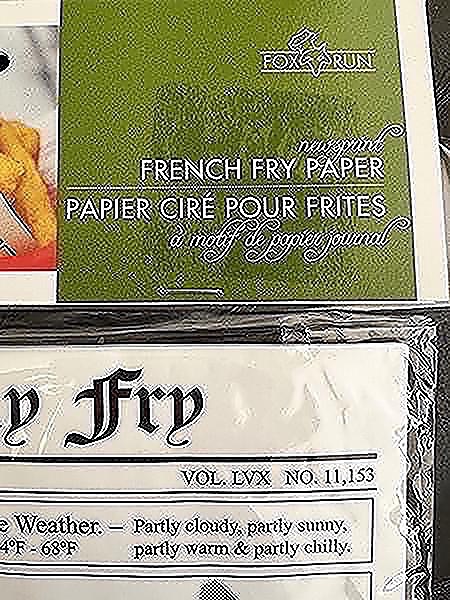 FOX RUN
newsprint
FRENCH FRY PAPER
PAPIER CIRÉ POUR FRITES
à motif de papier journal
y Fry
VOL. LVX NO. 11,153
e Weather. — Partly cloudy, partly sunny,
4°F - 68°F partly warm & partly chilly.